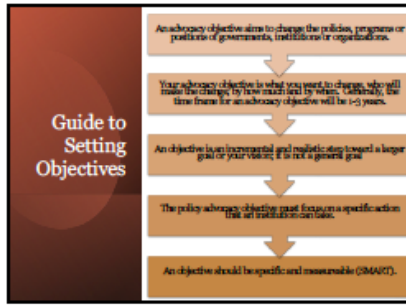 Guide to
Setting
Objectives
An advocacy objective aims to change the policies, programs or
positions of governments, institutions or organizations.
Your advocacy objective is what you want to change, who will
make the change, by how much and by when. Generally, the
time frame for an advocacy objective will be 1-3 years.
An objective is an incremental and realistic step toward a larger
goal or your vision; it is not a general goal
The policy advocacy objective must focus on a specific action
that an institution can take.
An objective should be specific and measureable (SMART).